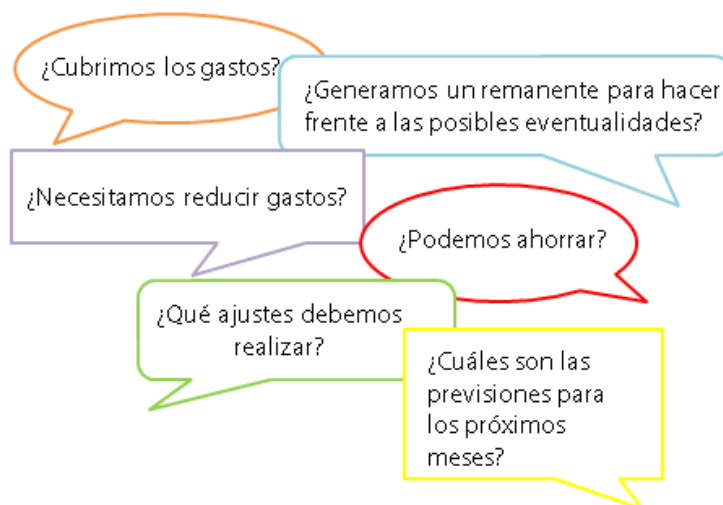 ¿Cubrimos los gastos?
¿Generamos un remanente para hacer
frente a las posibles eventualidades?
¿Necesitamos reducir gastos?
¿Podemos ahorrar?
¿Qué ajustes debemos
realizar?
¿Cuáles son las
previsiones para
los próximos
meses?